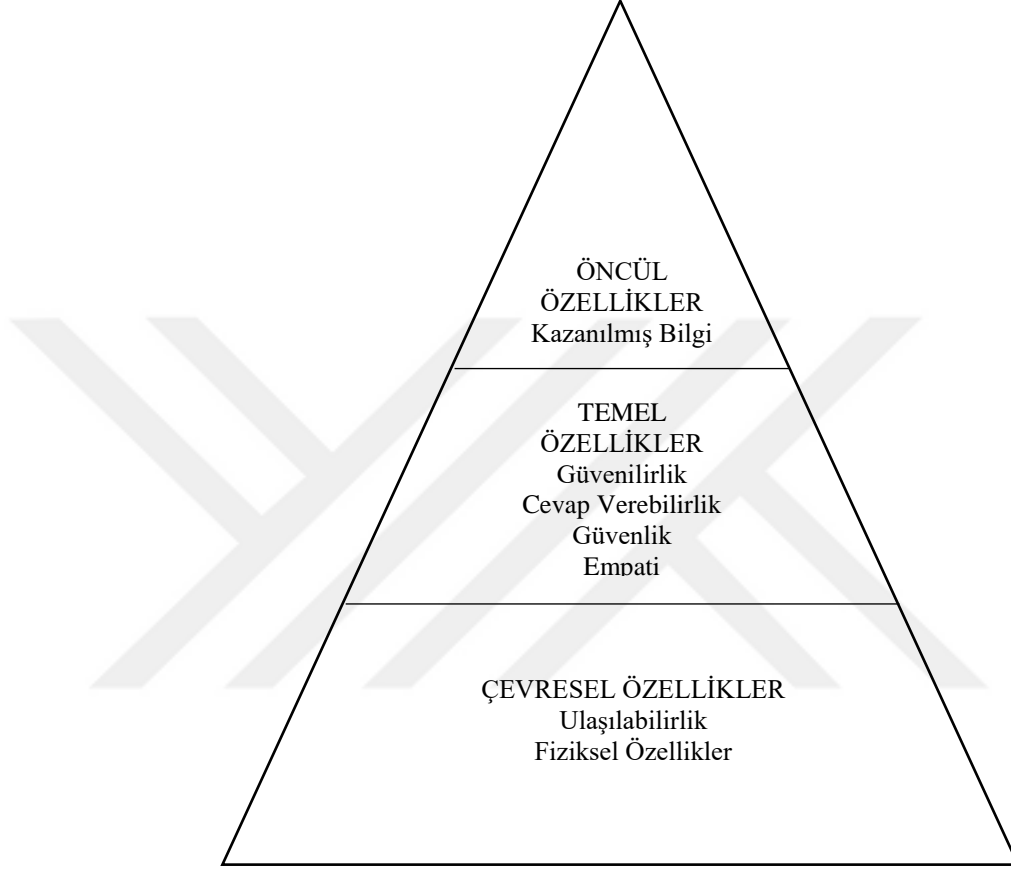 ÖNCÜL
ÖZELLİKLER
Kazanılmış Bilgi
TEMEL
ÖZELLİKLER
Güvenilirlik
Cevap Verebilirlik
Güvenlik
Empati
ÇEVRESEL ÖZELLİKLER
Ulaşılabilirlik
Fiziksel Özellikler